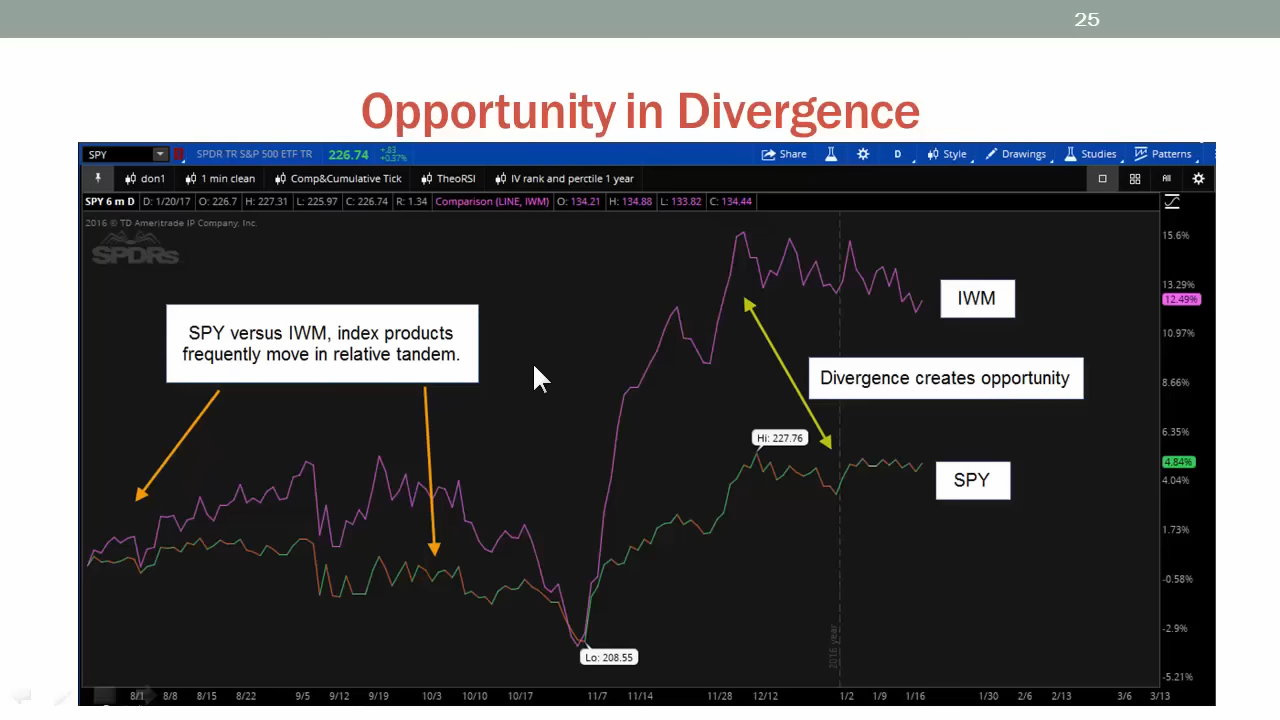 25
Opportunity in Divergence
SPY
SPDR TR S&P 500 ETF TR
226.74
+.83
+0.37%
Share
D
Style
Drawings
Studies
Patterns
don1
1 min clean
Comp&Cumulative Tick
TheoRSI
IV rank and perctile 1 year
All
SPY 6 m D D: 1/20/17 O: 226.7 H: 227.31 L: 225.97 C: 226.74 R: 1.34 Comparison (LINE, IWM) O: 134.21 H: 134.88 L: 133.82 C: 134.44
2016 © TD Ameritrade IP Company, Inc.
SPDRs
15.6%
13.29%
12.49%
10.97%
8.66%
6.35%
4.84%
4.04%
1.73%
-0.58%
-2.9%
-5.21%
IWM
SPY versus IWM, index products
frequently move in relative tandem.
Divergence creates opportunity
Hi: 227.76
SPY
2016 year
Lo: 208.55
8/1 8/8 8/15 8/22 9/5 9/12 9/19 10/3 10/10 10/17 11/7 11/14 11/28 12/12 1/2 1/9 1/16 1/30 2/6 2/13 3/6 3/13